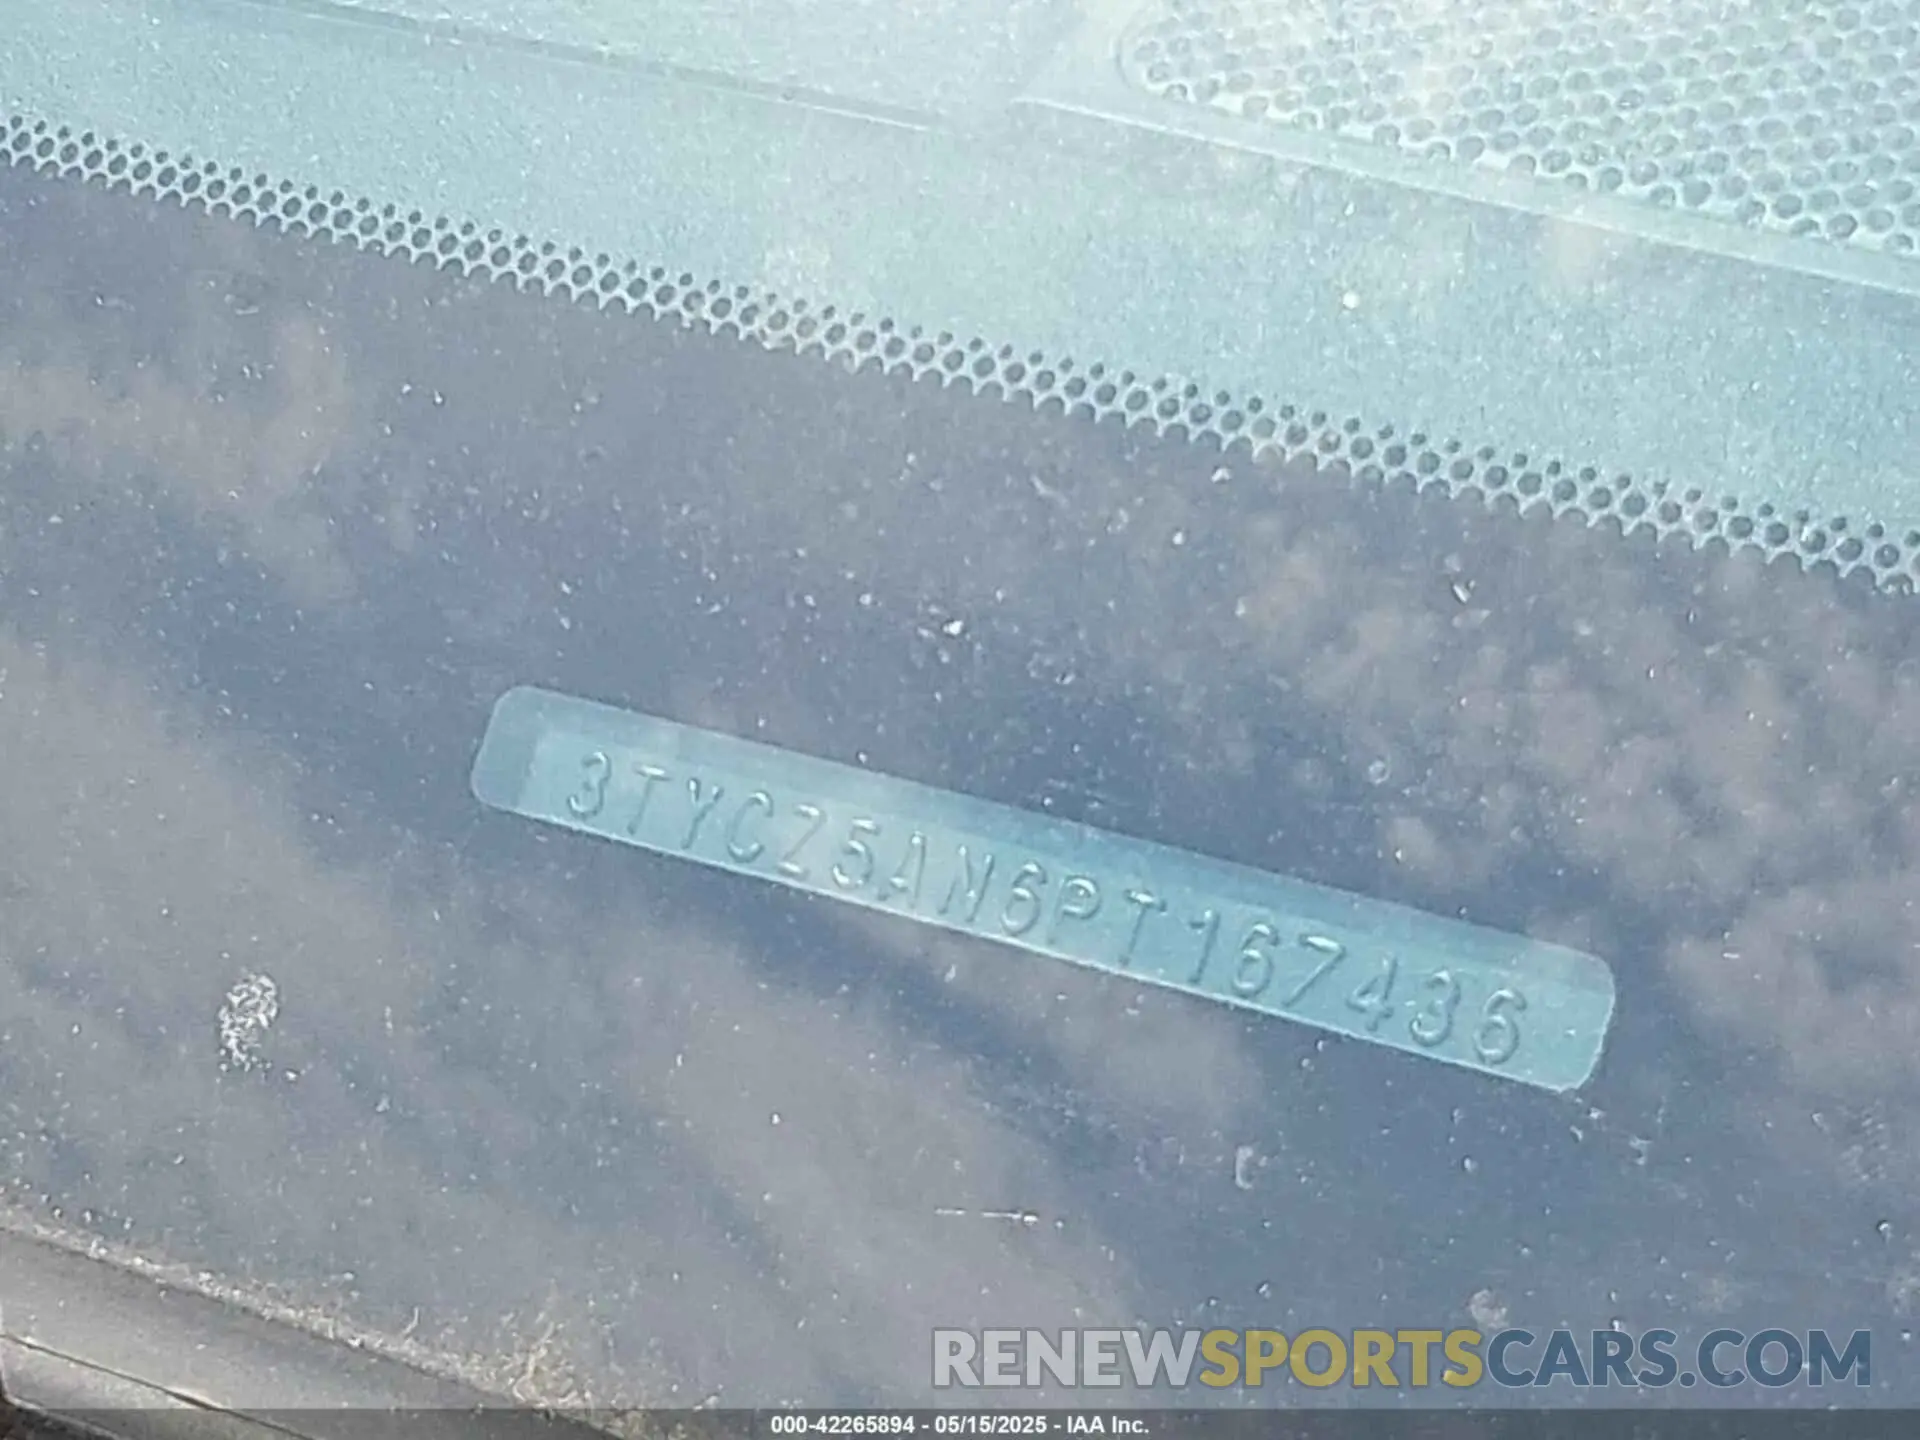 3TYCZ5AN6PT167436
RENEWSPORTSCARS.COM
000-42265894 - 05/15/2025 - IAA Inc.